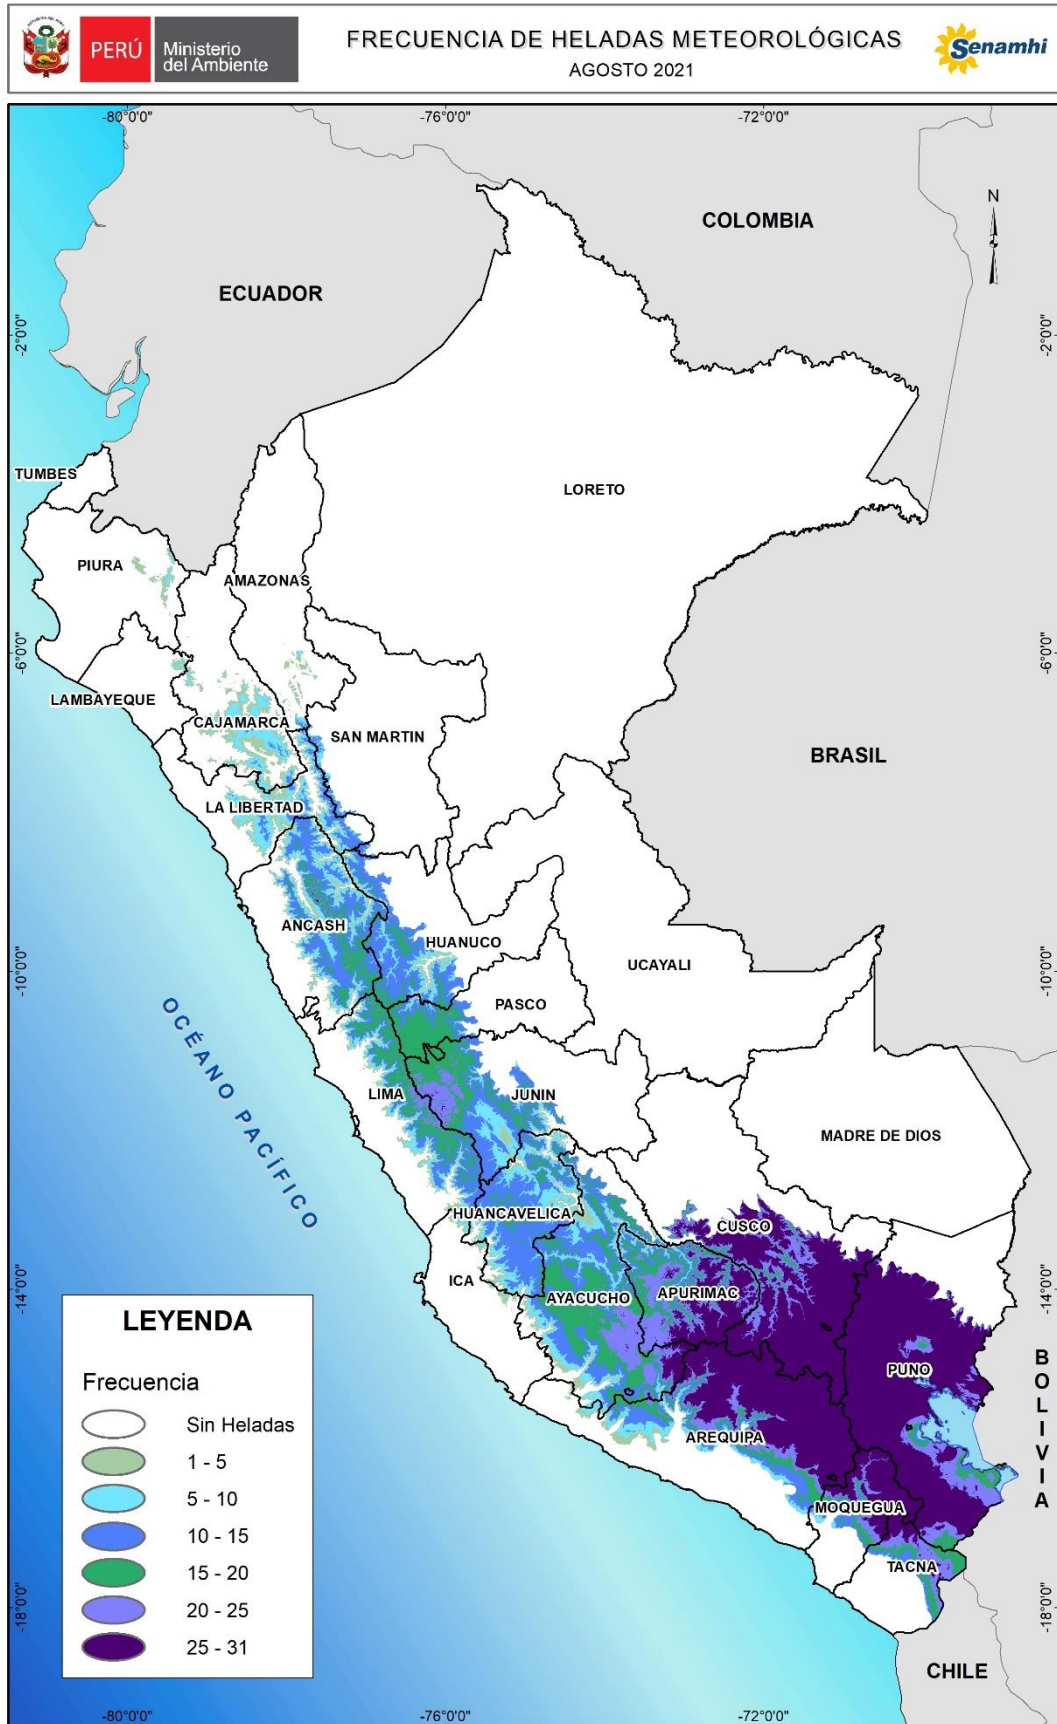 PERÚ
Ministerio
del Ambiente
FRECUENCIA DE HELADAS METEOROLÓGICAS
AGOSTO 2021
Senamhi
-80°0'0"
-76°0'0"
-72°0'0"
N
COLOMBIA
ECUADOR
-2°0'0"
-2°0'0"
TUMBES
LORETO
PIURA
AMAZONAS
-6°0'0"
-6°0'0"
LAMBAYEQUE
CAJAMARCA
SAN MARTIN
BRASIL
LA LIBERTAD
ANCASH
HUANUCO
UCAYALI
-10°0'0"
-10°0'0"
PASCO
OCÉANO PACÍFICO
LIMA
JUNIN
MADRE DE DIOS
HUANCAVELICA
CUSCO
ICA
AYACUCHO
APURIMAC
-14°0'0"
-14°0'0"
PUNO
BOLIVIA
AREQUIPA
MOQUEGUA
TACNA
-18°0'0"
-18°0'0"
CHILE
LEYENDA
Frecuencia
Sin Heladas
1 - 5
5 - 10
10 - 15
15 - 20
20 - 25
25 - 31
-80°0'0"
-76°0'0"
-72°0'0"